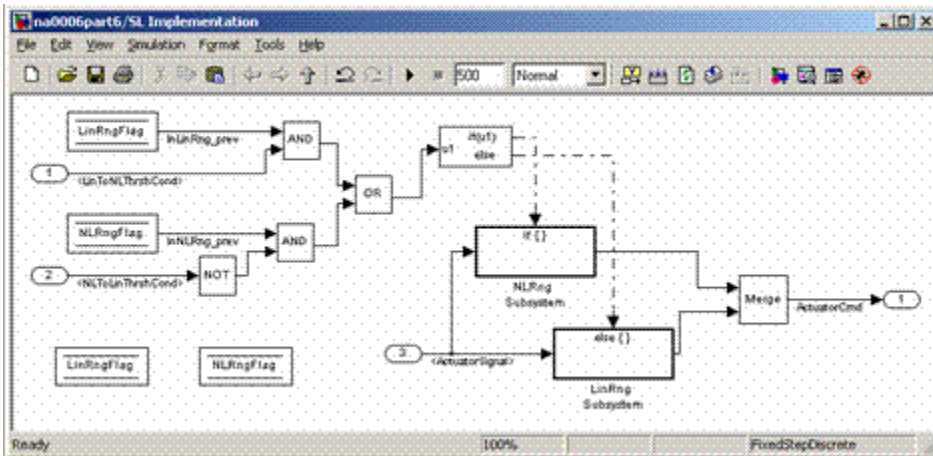 na0006part6/SL Implementation
File Edit View Simulation Format Tools Help
500 Normal
LinRngFlag
InLinRng_prev
AND
1
<LinToNLThrshCond>
u1
if(u1)
else
OR
NLRngFlag
InNLRng_prev
AND
2
<NLToLinThrshCond>
NOT
if { }
NLRng
Subsystem
Merge
ActuatorCmd
1
3
<ActuatorSignal>
else { }
LinRng
Subsystem
LinRngFlag
NLRngFlag
Ready 100% FixedStepDiscrete